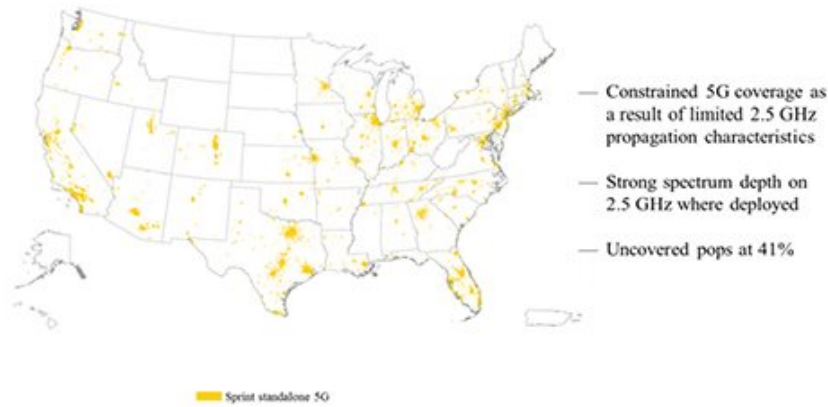 — Constrained 5G coverage as
a result of limited 2.5 GHz
propagation characteristics
— Strong spectrum depth on
2.5 GHz where deployed
— Uncovered pops at 41%
Sprint standalone 5G